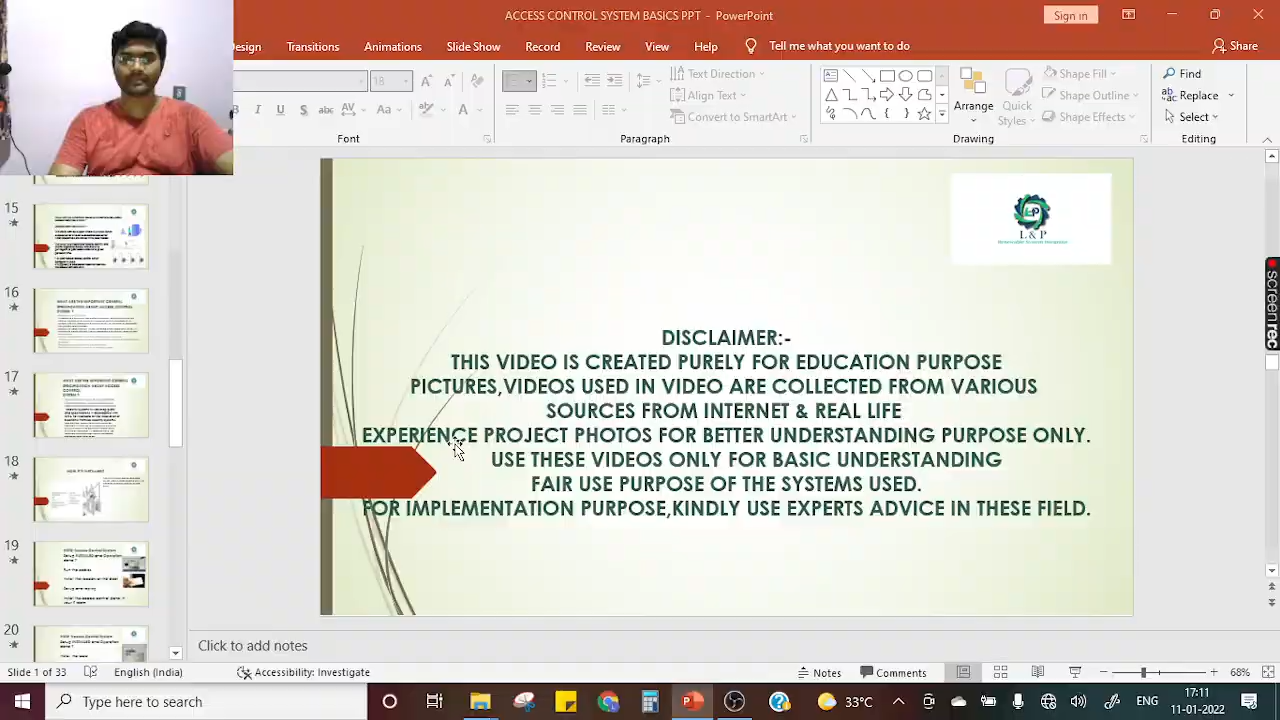 ACCESS CONTROL SYSTEM BASICS PPT - PowerPoint
Sign in
Design Transitions Animations Slide Show Record Review View Help Tell me what you want to do Share
18
Text Direction
Align Text
Convert to SmartArt
Arrange
Quick Styles
Shape Fill
Shape Outline
Shape Effects
Find
Replace
Select
Font Paragraph Drawing Editing
15
16
17
18
19
20
L&P
DISCLAIMER:-
THIS VIDEO IS CREATED PURELY FOR EDUCATION PURPOSE
PICTURES,VIDEOS USED IN VIDEO ARE COLLECTED FROM VARIOUS
SOURCES FROM INTERNET & REAL LIFE
EXPERIENCE PROJECT PHOTOS FOR BETTER UNDERSTANDING PURPOSE ONLY.
USE THESE VIDEOS ONLY FOR BASIC UNDERSTANDING
FAIR USE PURPOSE OF THE SYSTEMS USED.
FOR IMPLEMENTATION PURPOSE,KINDLY USE EXPERTS ADVICE IN THESE FIELD.
Screenrec
Click to add notes
Slide 1 of 33 English (India) Accessibility: Investigate Notes Comments 68%
Type here to search 33°C ENG 17:11
11-01-2022